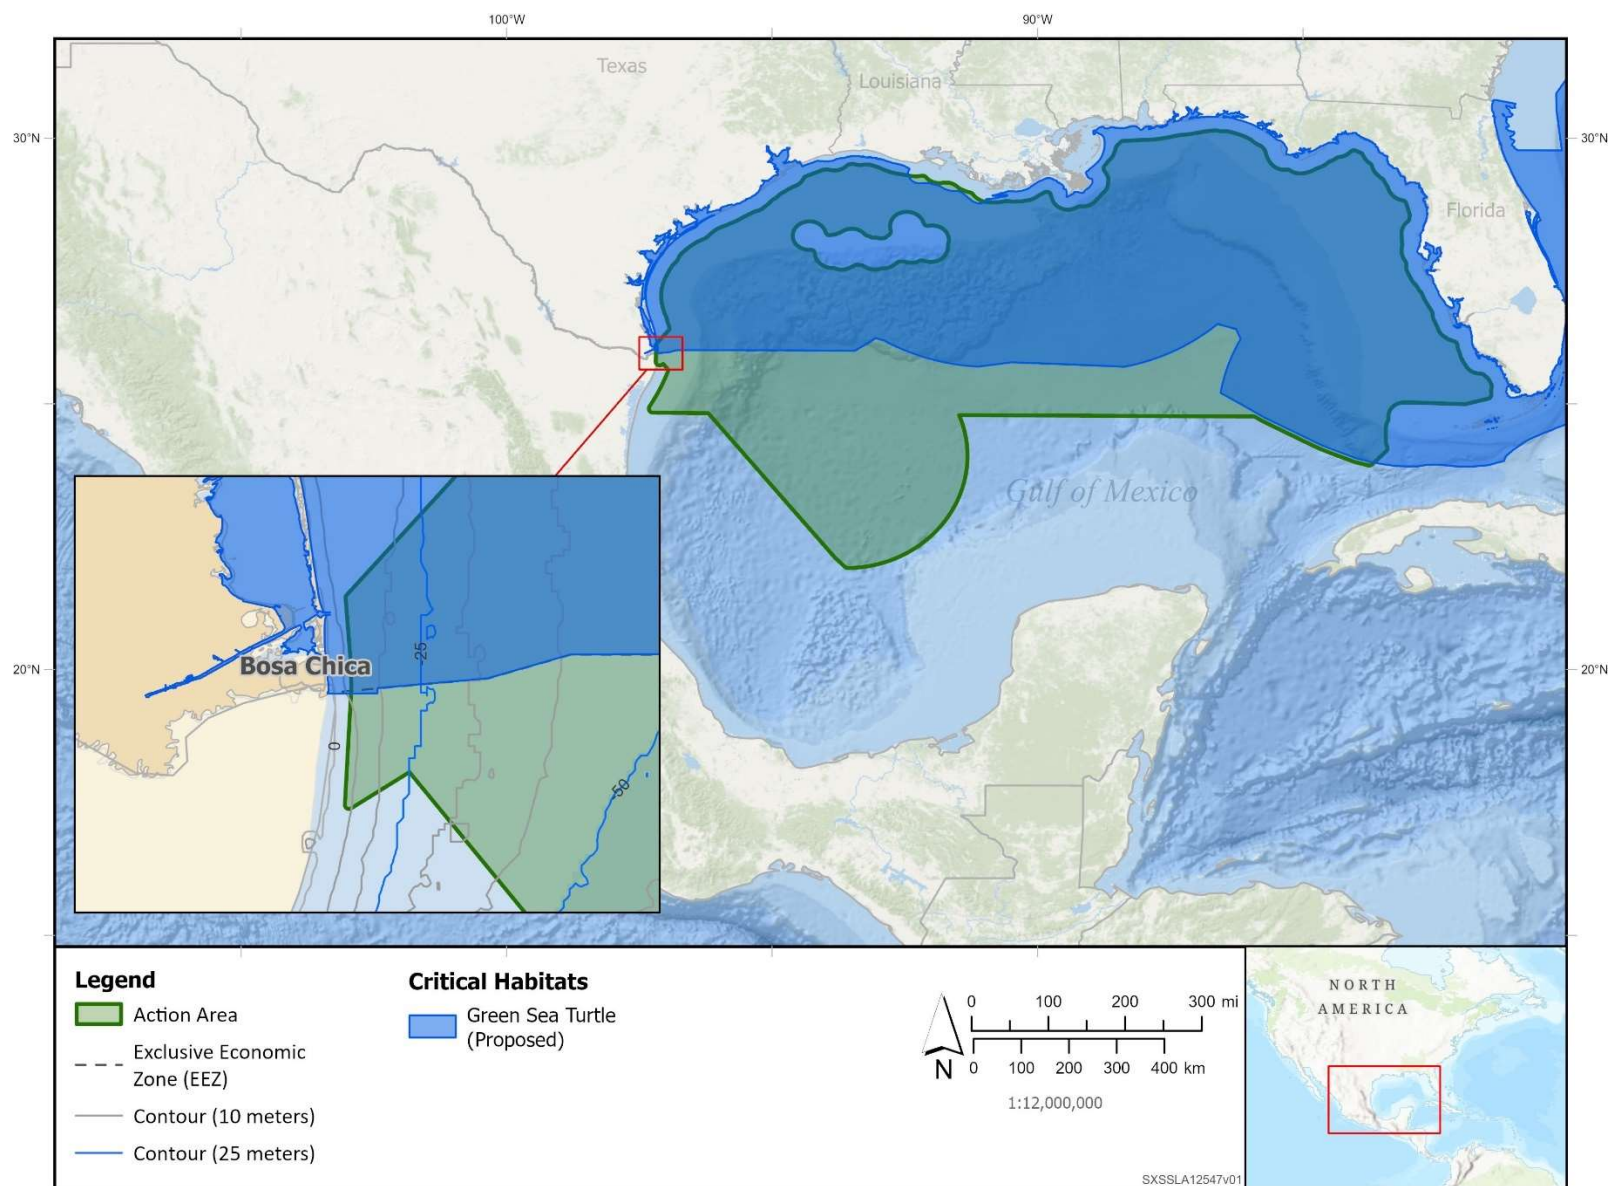 100°W
90°W
Texas
Louisiana
30°N
30°N
Florida
Gulf of Mexico
20°N
20°N
Bosa Chica
-25
0
-50
Legend
Action Area
Exclusive Economic
Zone (EEZ)
Contour (10 meters)
Contour (25 meters)
Critical Habitats
Green Sea Turtle
(Proposed)
N
0 100 200 300 mi
0 100 200 300 400 km
1:12,000,000
NORTH
AMERICA
SXSSLA12547v01